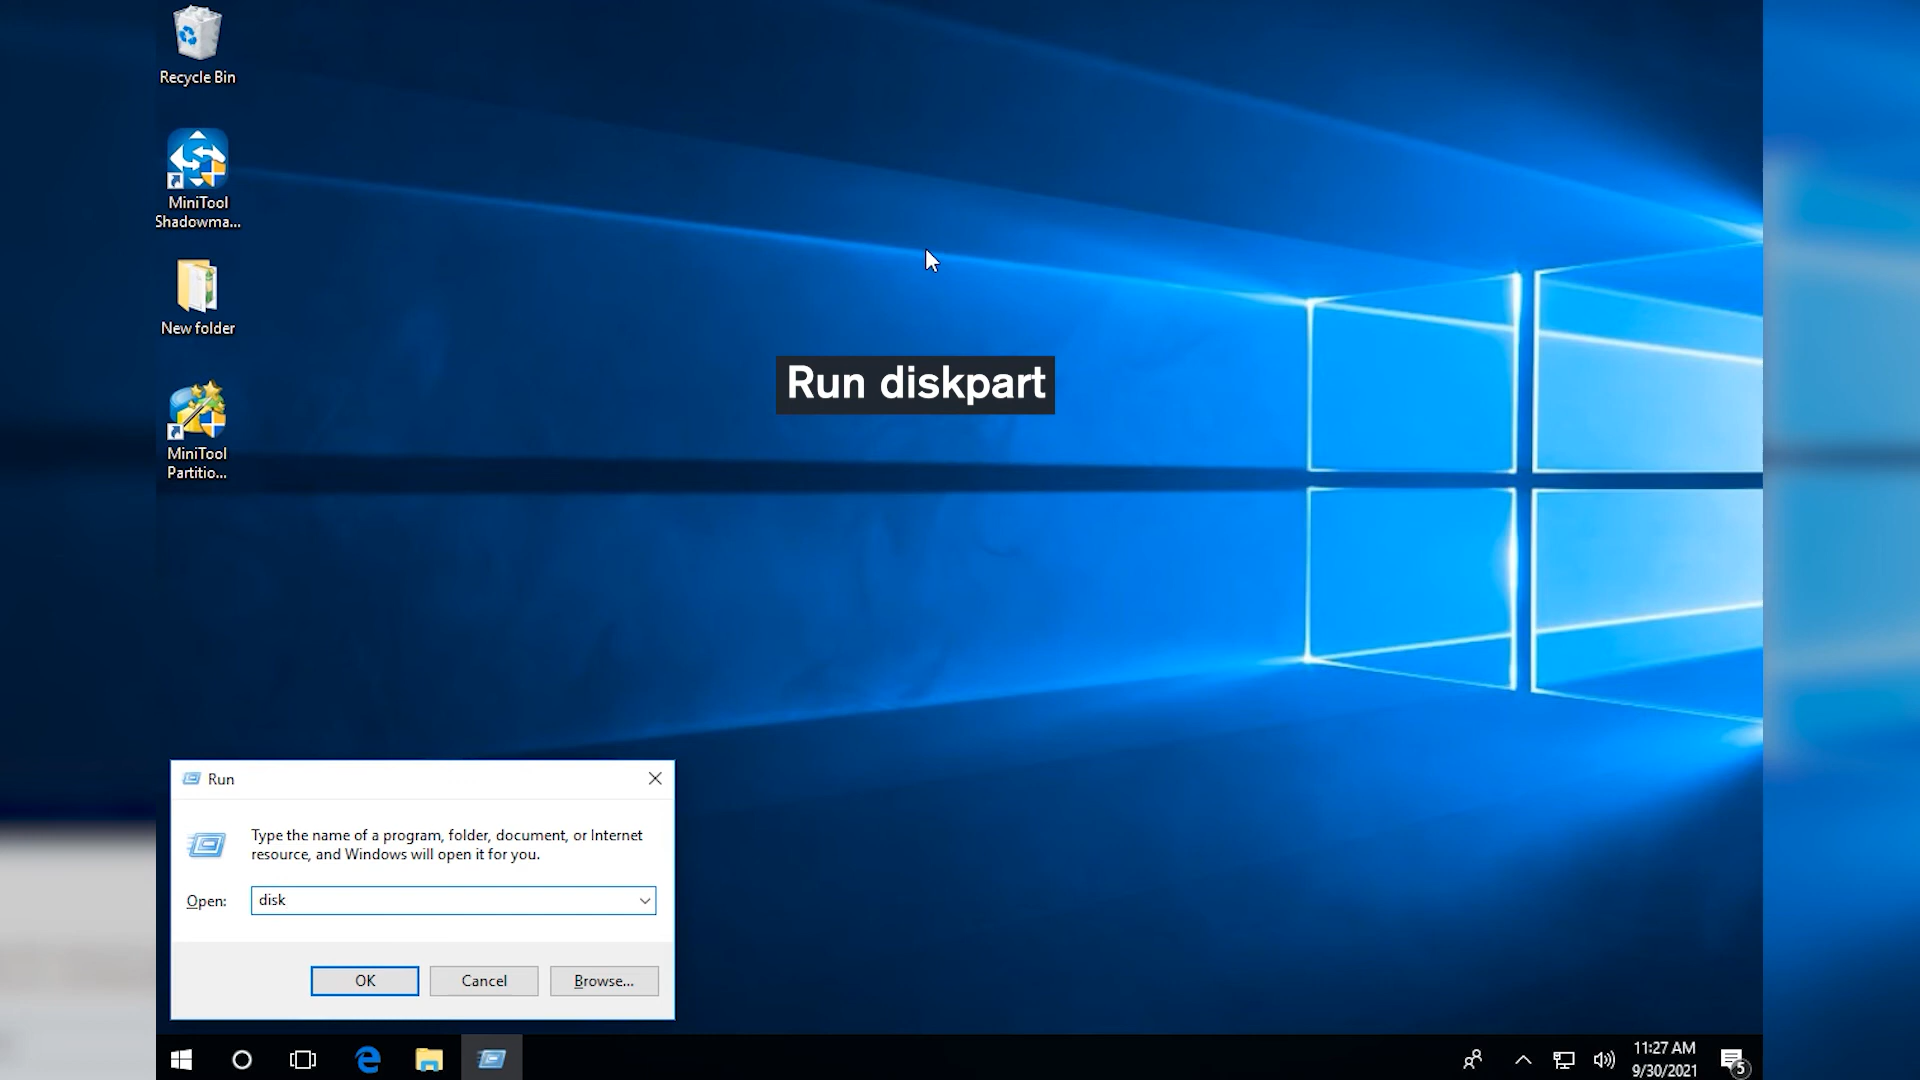 Recycle Bin
MiniTool
Shadowma...
New folder
MiniTool
Partitio...
Run diskpart
Run
Type the name of a program, folder, document, or Internet
resource, and Windows will open it for you.
Open:
disk
OK
Cancel
Browse...
11:27 AM
9/30/2021
5